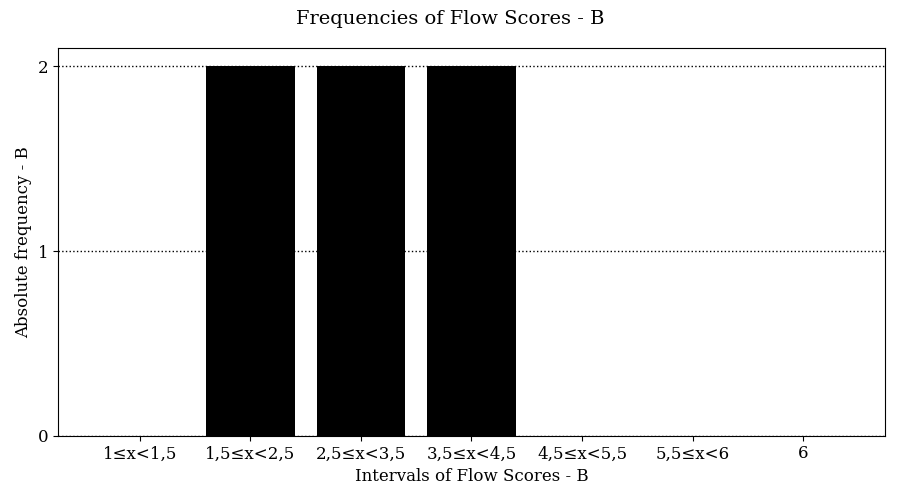 Frequencies of Flow Scores - B
Absolute frequency - B
2
1
0
1≤x<1,5 1,5≤x<2,5 2,5≤x<3,5 3,5≤x<4,5 4,5≤x<5,5 5,5≤x<6 6
Intervals of Flow Scores - B